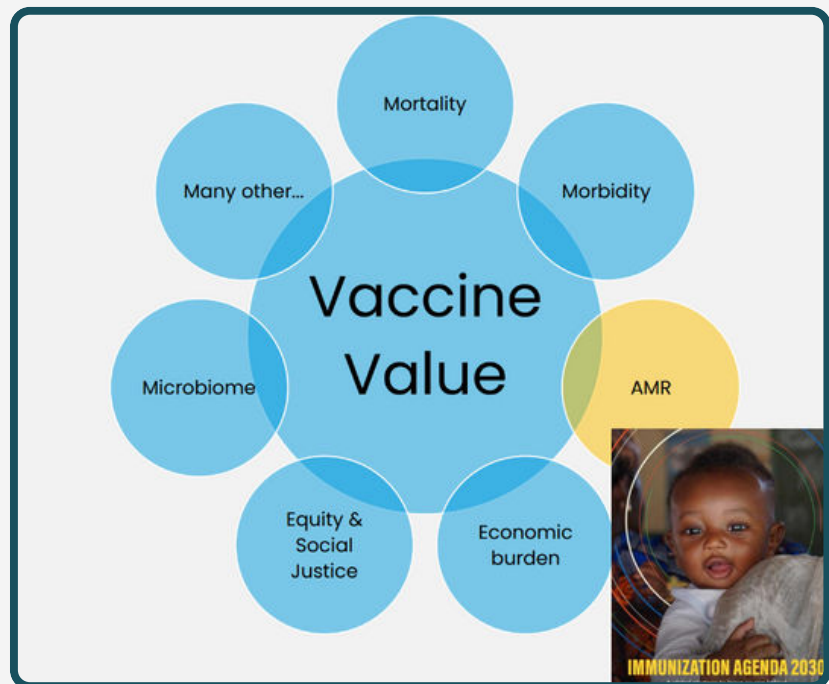 Mortality
Many other...
Morbidity
Vaccine
Value
Microbiome
AMR
Equity &
Social
Justice
Economic
burden
IMMUNIZATION AGENDA 2030